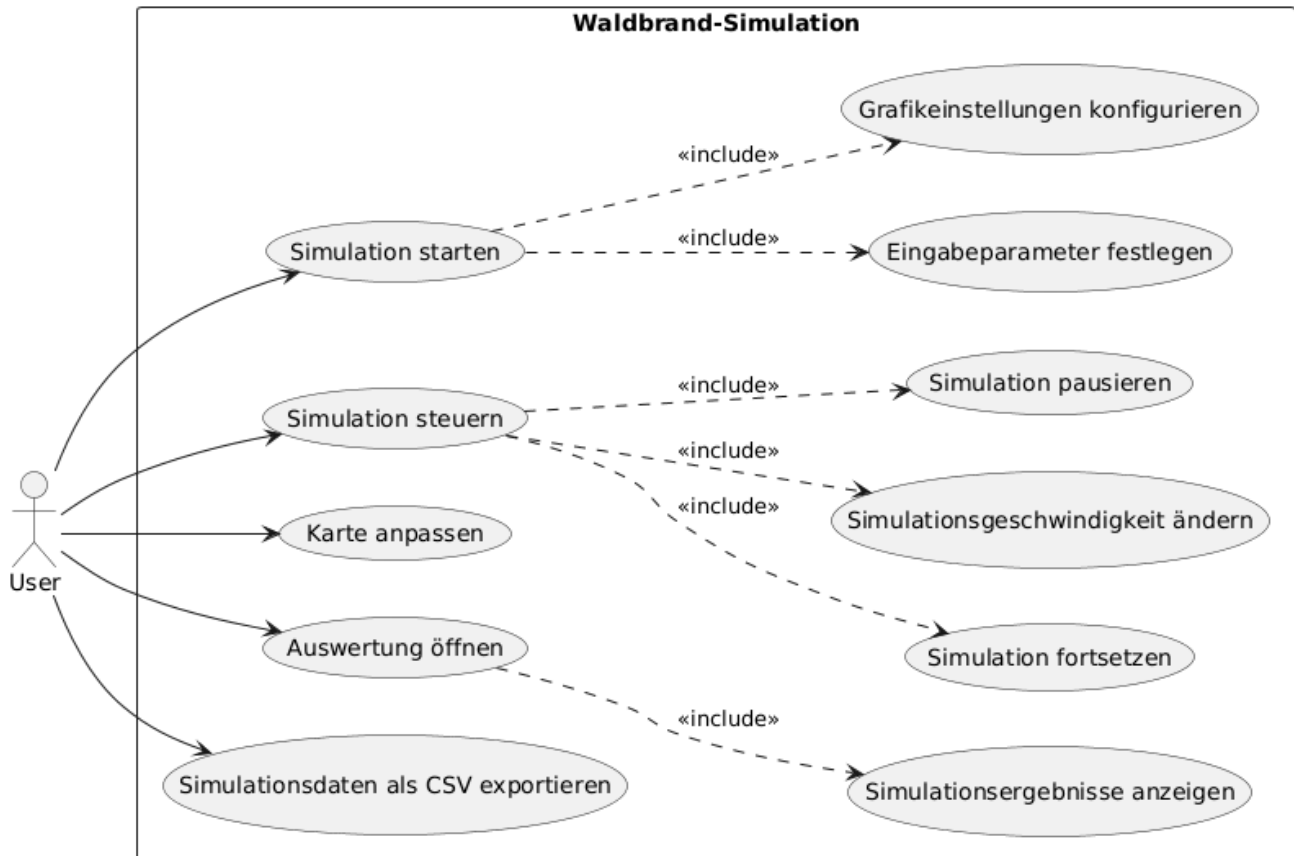 Waldbrand-Simulation
Grafikeinstellungen konfigurieren
«include»
Simulation starten
«include»
Eingabeparameter festlegen
Simulation steuern
«include»
Simulation pausieren
«include»
Simulationsgeschwindigkeit ändern
«include»
Simulation fortsetzen
Karte anpassen
User
Auswertung öffnen
«include»
Simulationsergebnisse anzeigen
Simulationsdaten als CSV exportieren